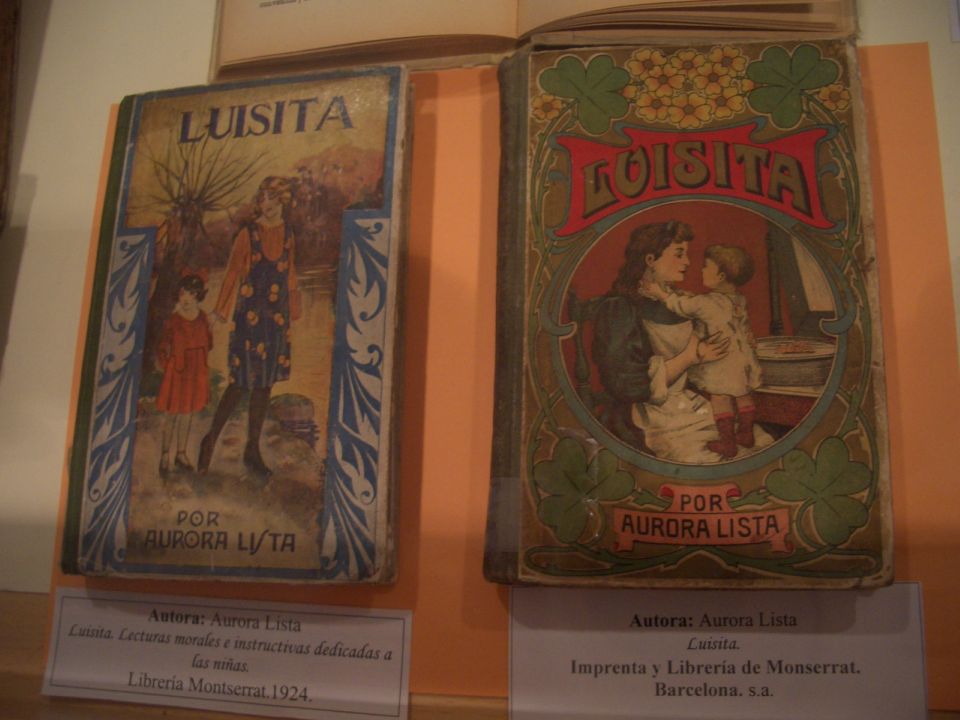 LUISITA
POR
AURORA LISTA
Autora: Aurora Lista
Luisita. Lecturas morales e instructivas dedicadas a
las niñas.
Librería Montserrat.1924.
LUISITA
POR
AURORA LISTA
Autora: Aurora Lista
Luisita.
Imprenta y Librería de Monserrat.
Barcelona. s.a.